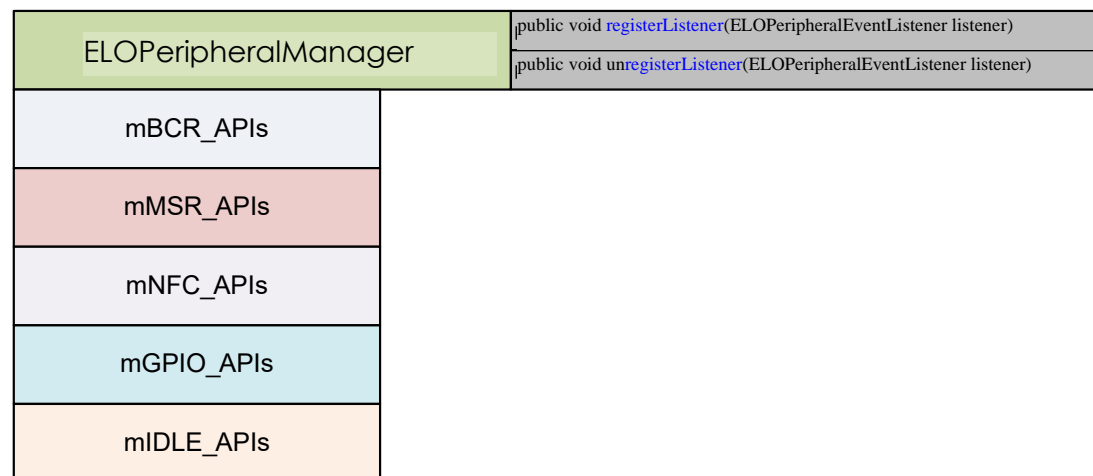 ELOPeripheralManager
public void registerListener(ELOPeripheralEventListener listener)
public void unregisterListener(ELOPeripheralEventListener listener)
mBCR_APIs
mMSR_APIs
mNFC_APIs
mGPIO_APIs
mIDLE_APIs